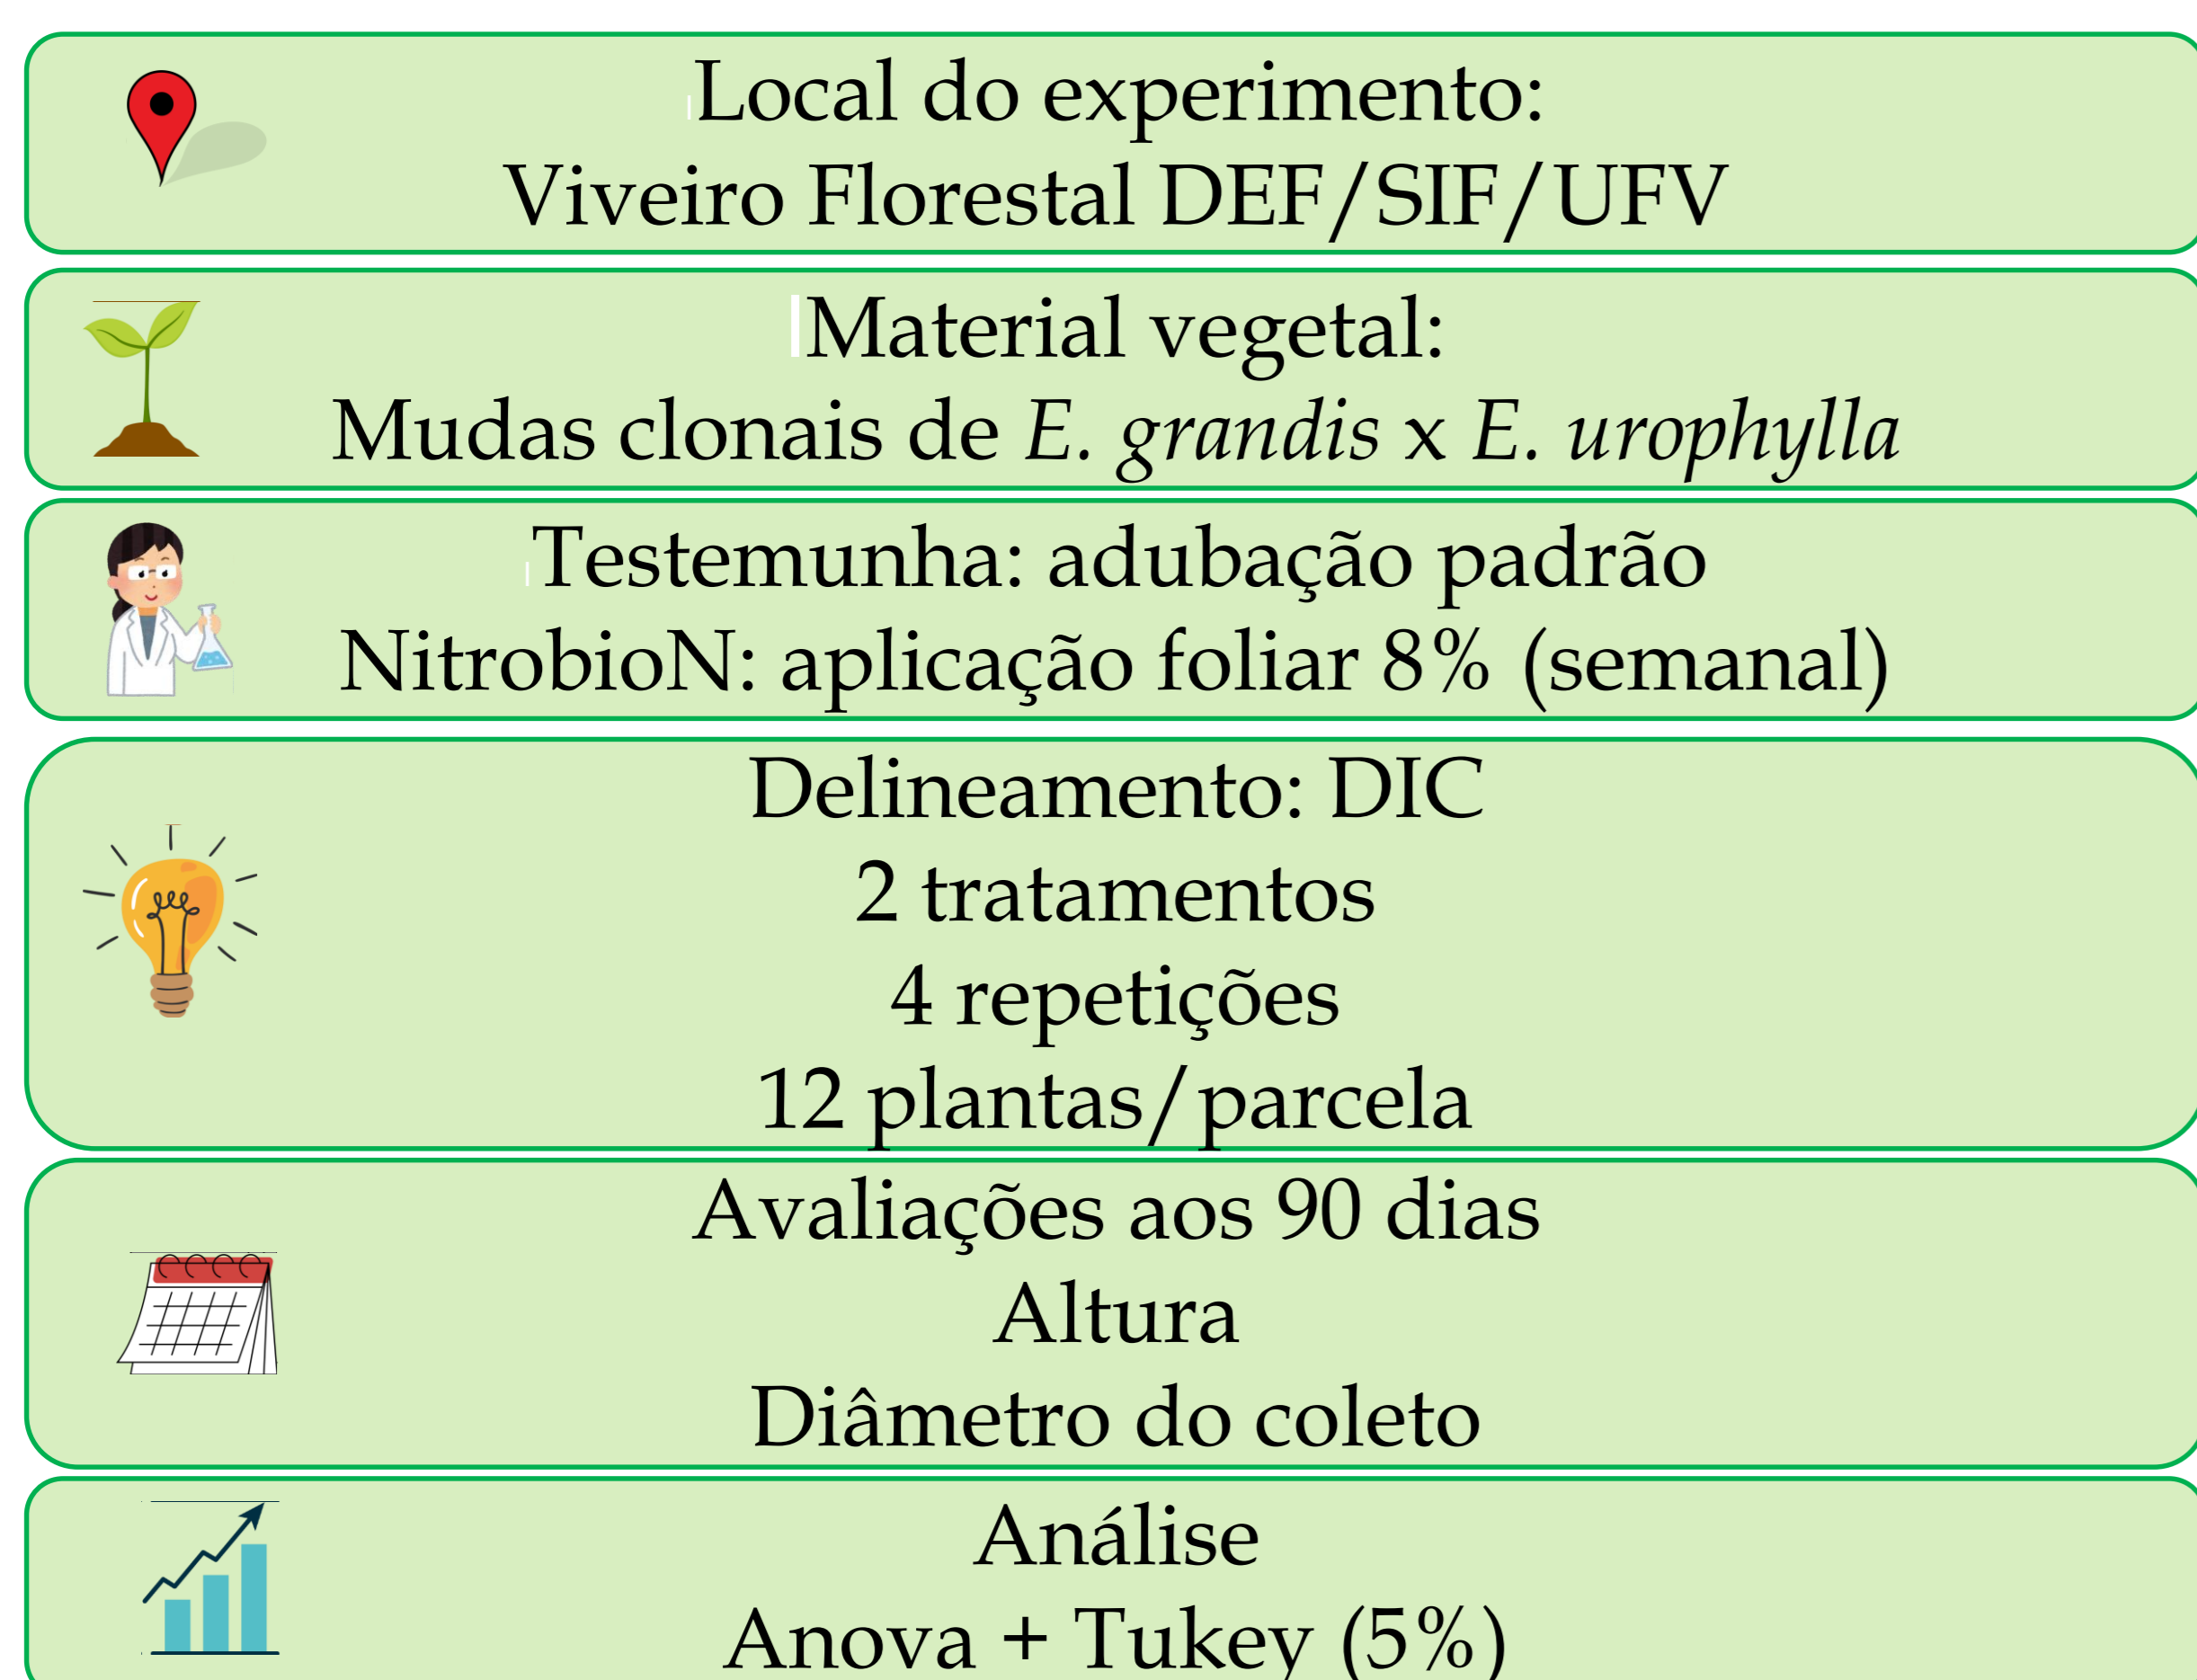 Local do experimento:
Viveiro Florestal DEF/SIF/UFV
Material vegetal:
Mudas clonais de E. grandis x E. urophylla
Testemunha: adubação padrão
NitrobioN: aplicação foliar 8% (semanal)
Delineamento: DIC
2 tratamentos
4 repetições
12 plantas/parcela
Avaliações aos 90 dias
Altura
Diâmetro do coleto
Análise
Anova + Tukey (5%)